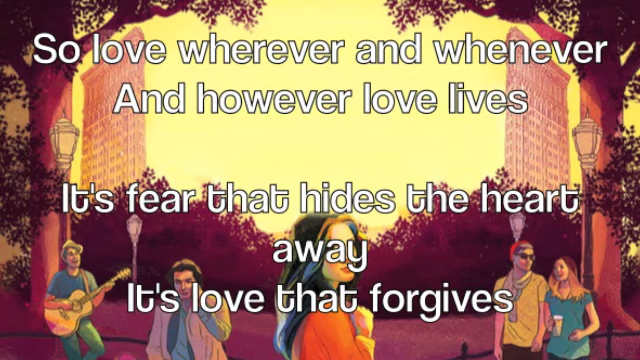 So love wherever and whenever
And however love lives
It's fear that hides the heart
away
It's love that forgives